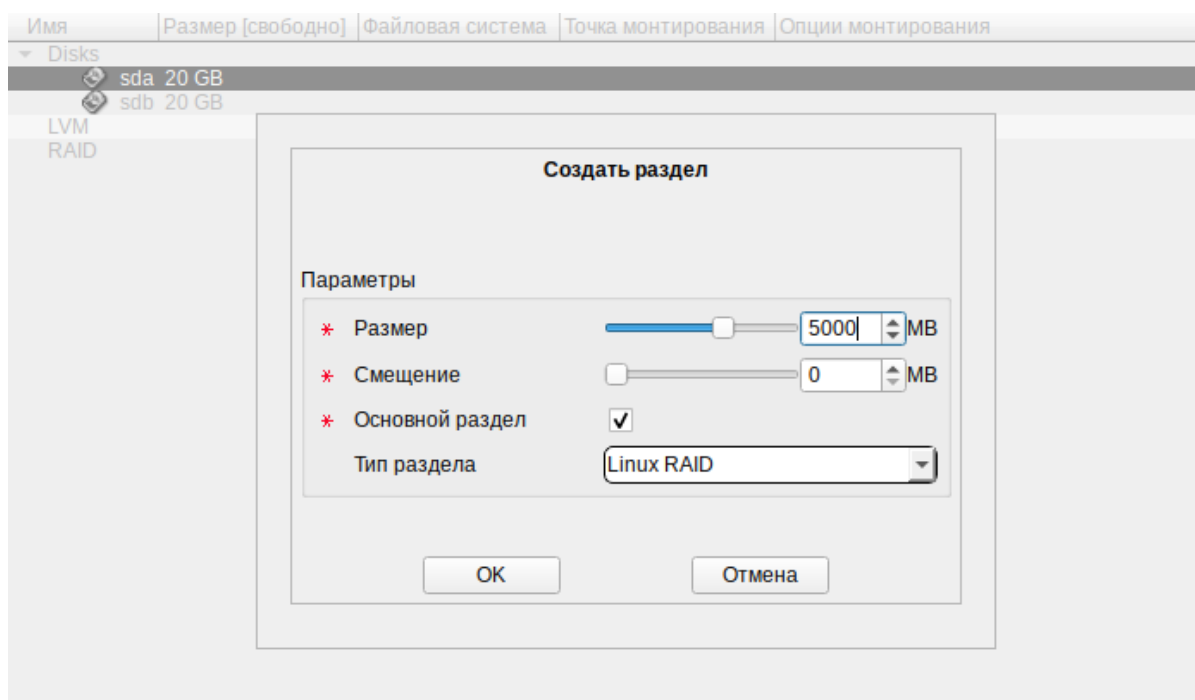 Имя Размер [свободно] Файловая система Точка монтирования Опции монтирования
Disks
sda 20 GB
sdb 20 GB
LVM
RAID
Создать раздел
Параметры
* Размер 5000 MB
* Смещение 0 MB
* Основной раздел
Тип раздела Linux RAID
OK Отмена